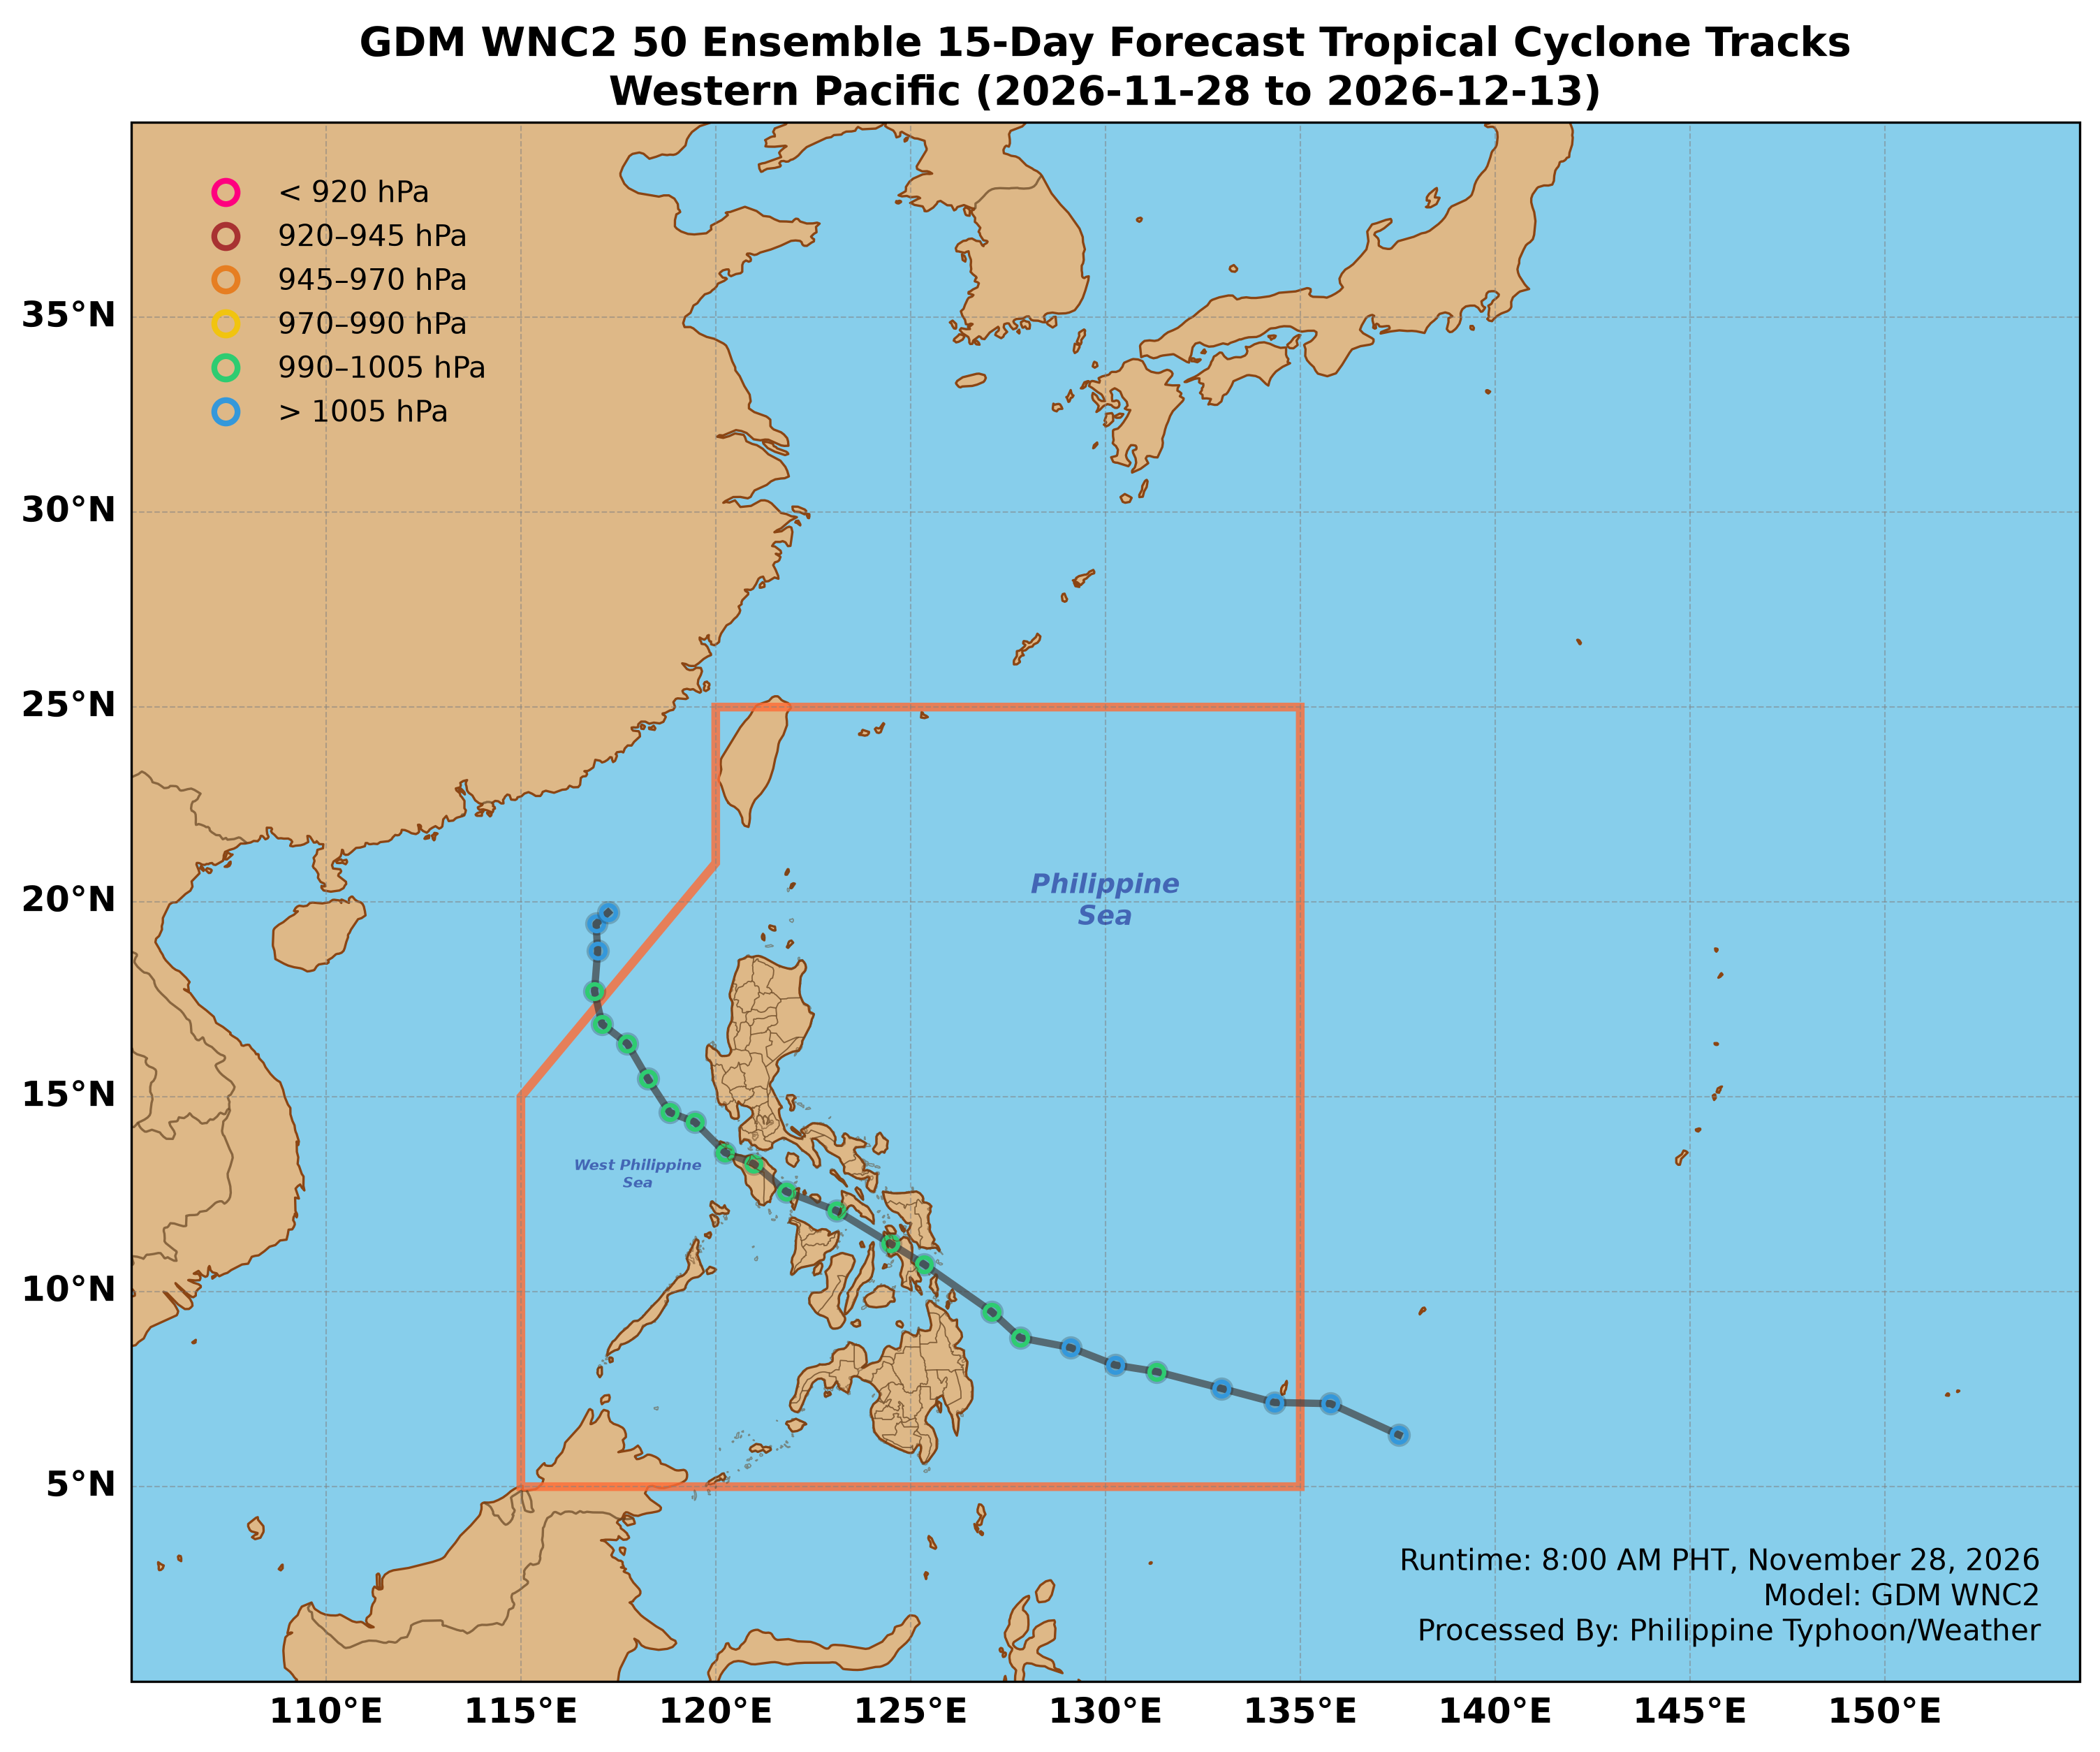 GDM WNC2 50 Ensemble 15-Day Forecast Tropical Cyclone Tracks
Western Pacific (2026-11-28 to 2026-12-13)
< 920 hPa
920–945 hPa
945–970 hPa
970–990 hPa
990–1005 hPa
> 1005 hPa
35°N
30°N
25°N
20°N
15°N
10°N
5°N
Philippine
Sea
West Philippine
Sea
Runtime: 8:00 AM PHT, November 28, 2026
Model: GDM WNC2
Processed By: Philippine Typhoon/Weather
110°E 115°E 120°E 125°E 130°E 135°E 140°E 145°E 150°E